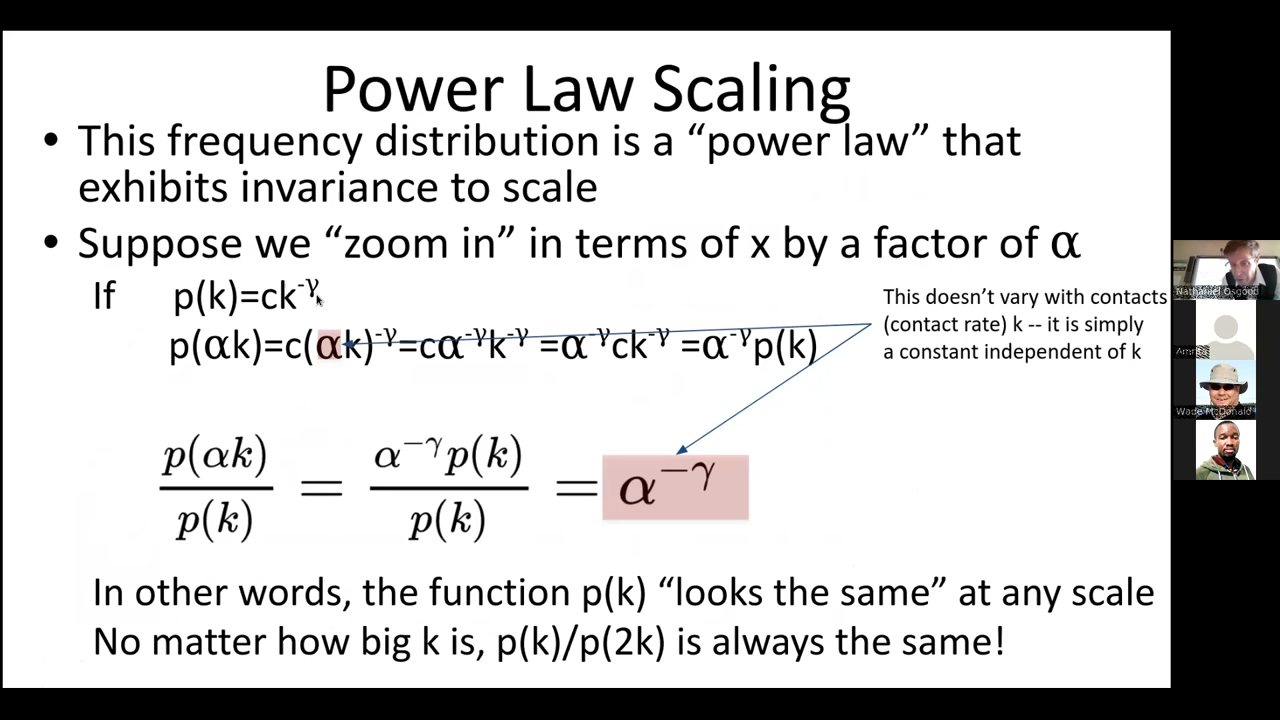 Power Law Scaling
• This frequency distribution is a “power law” that
exhibits invariance to scale
• Suppose we “zoom in” in terms of x by a factor of α
If p(k)=ck^-γ
p(αk)=c(αk)^-γ=cα^-γk^-γ =α^-γck^-γ =α^-γp(k)
This doesn’t vary with contacts
(contact rate) k -- it is simply
a constant independent of k
p(αk)/p(k) = α^−γp(k)/p(k) = α^−γ
In other words, the function p(k) “looks the same” at any scale
No matter how big k is, p(k)/p(2k) is always the same!
Nathaniel Osgood
Wade McDonald